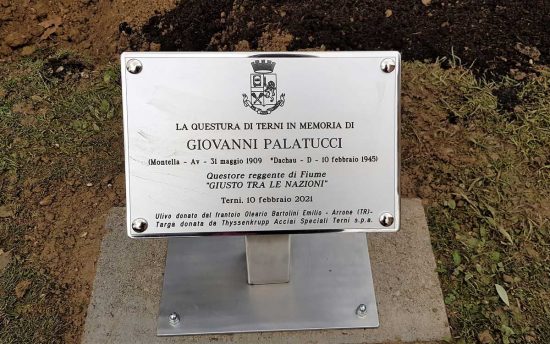 LA QUESTURA DI TERNI IN MEMORIA DI
GIOVANNI PALATUCCI
(Montella - Av - 31 maggio 1909 *Dachau - D - 10 febbraio 1945)
Questore reggente di Fiume
"GIUSTO TRA LE NAZIONI"
Terni, 10 febbraio 2021
Ulivo donato dal frantoio Oleario Bartolini Emilio - Arrone (TR)-
Targa donata da Thyssenkrupp Acciai Speciali Terni s.p.a.